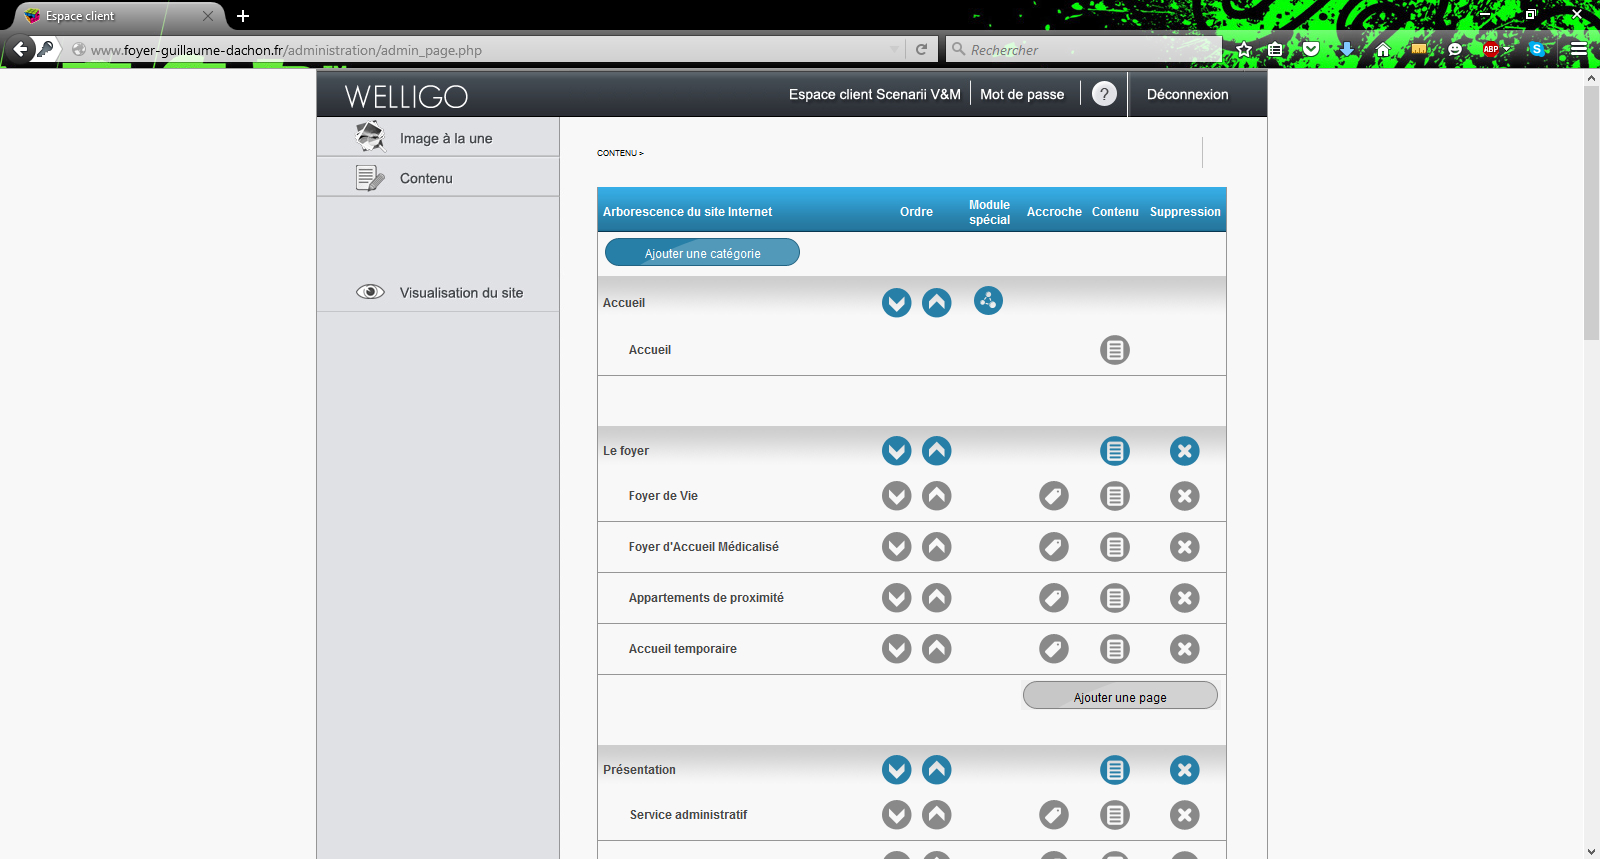 Espace client
www.foyer-guillaume-dachon.fr/administration/admin_page.php
Rechercher
ABP
WELLIGO
Espace client Scenarii V&M
Mot de passe
?
Déconnexion
Image à la une
Contenu
Visualisation du site
CONTENU >
Arborescence du site Internet
Ordre
Module
spécial
Accroche
Contenu
Suppression
Ajouter une catégorie
Accueil
Accueil
Le foyer
Foyer de Vie
Foyer d'Accueil Médicalisé
Appartements de proximité
Accueil temporaire
Ajouter une page
Présentation
Service administratif